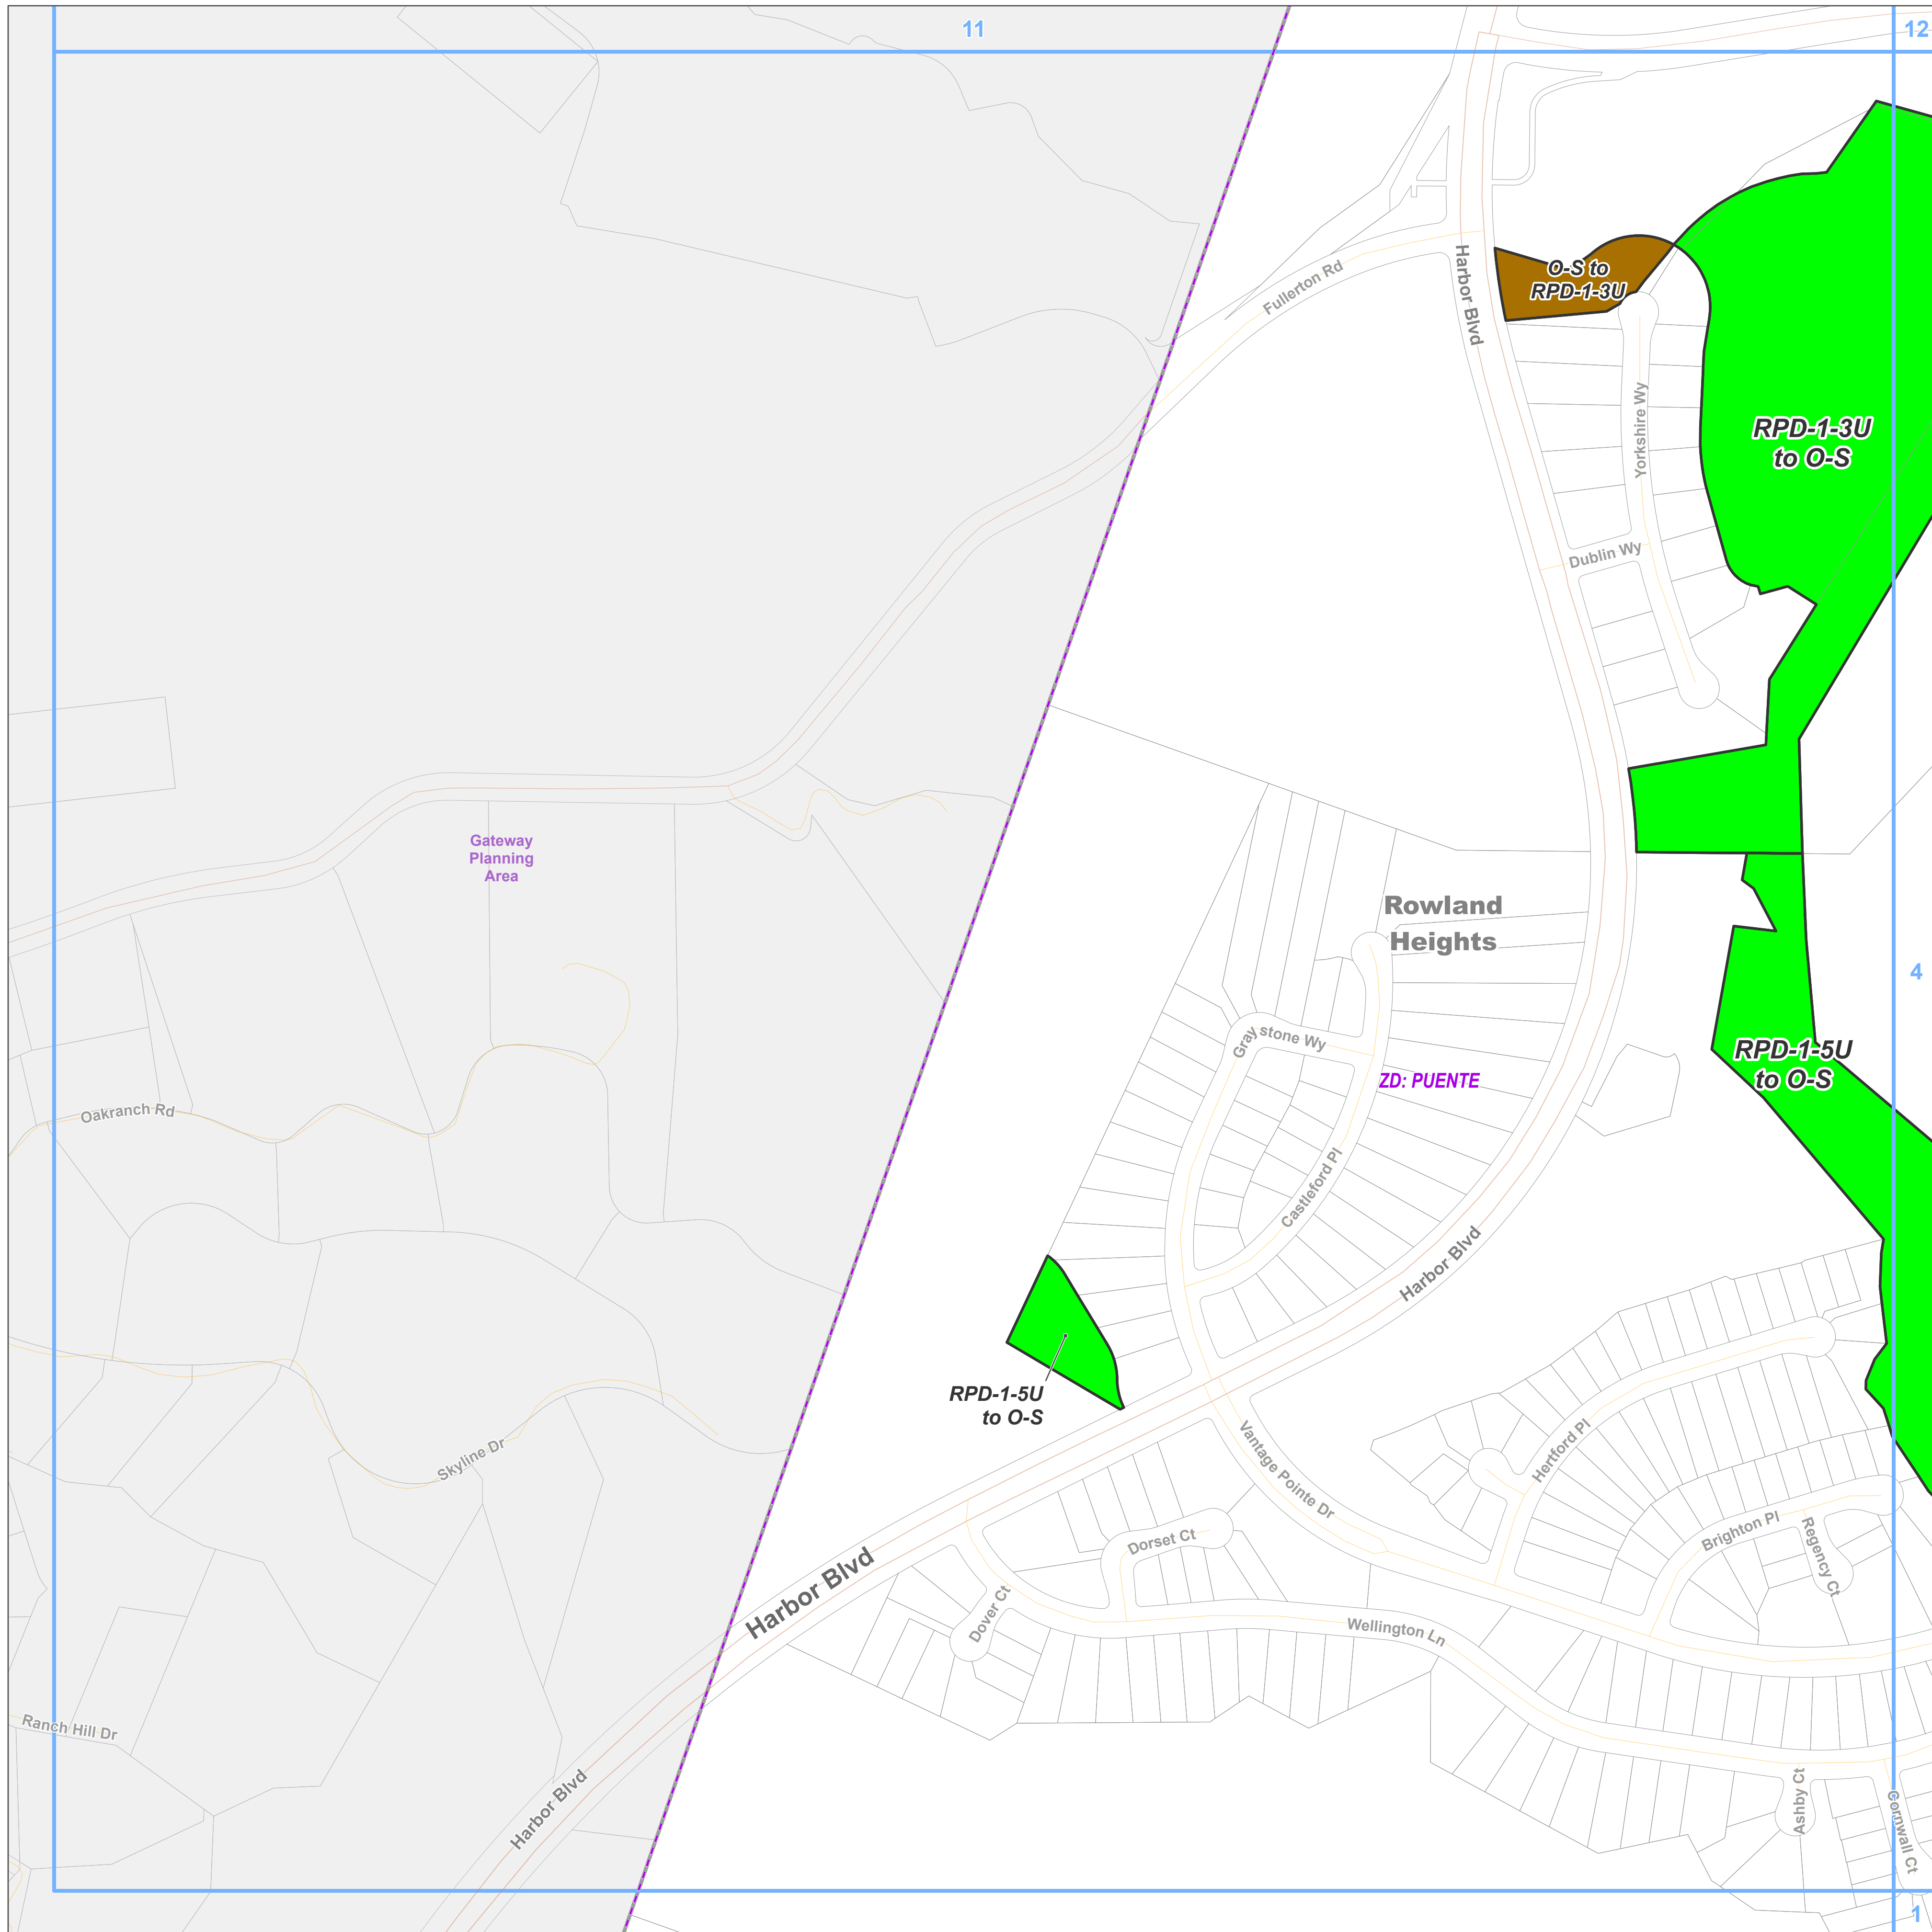 11
12
Fullerton Rd
Harbor Blvd
O-S to
RPD-1-3U
Yorkshire Wy
RPD-1-3U
to O-S
Dublin Wy
Gateway
Planning
Area
Rowland
Heights
4
Graystone Wy
ZD: PUENTE
RPD-1-5U
to O-S
Oakranch Rd
Castleford Pl
Harbor Blvd
RPD-1-5U
to O-S
Skyline Dr
Vantage Pointe Dr
Hertford Pl
Brighton Pl
Regency Ct
Dorset Ct
Harbor Blvd
Dover Ct
Wellington Ln
Ranch Hill Dr
Harbor Blvd
Ashby Ct
Cornwall Ct
1